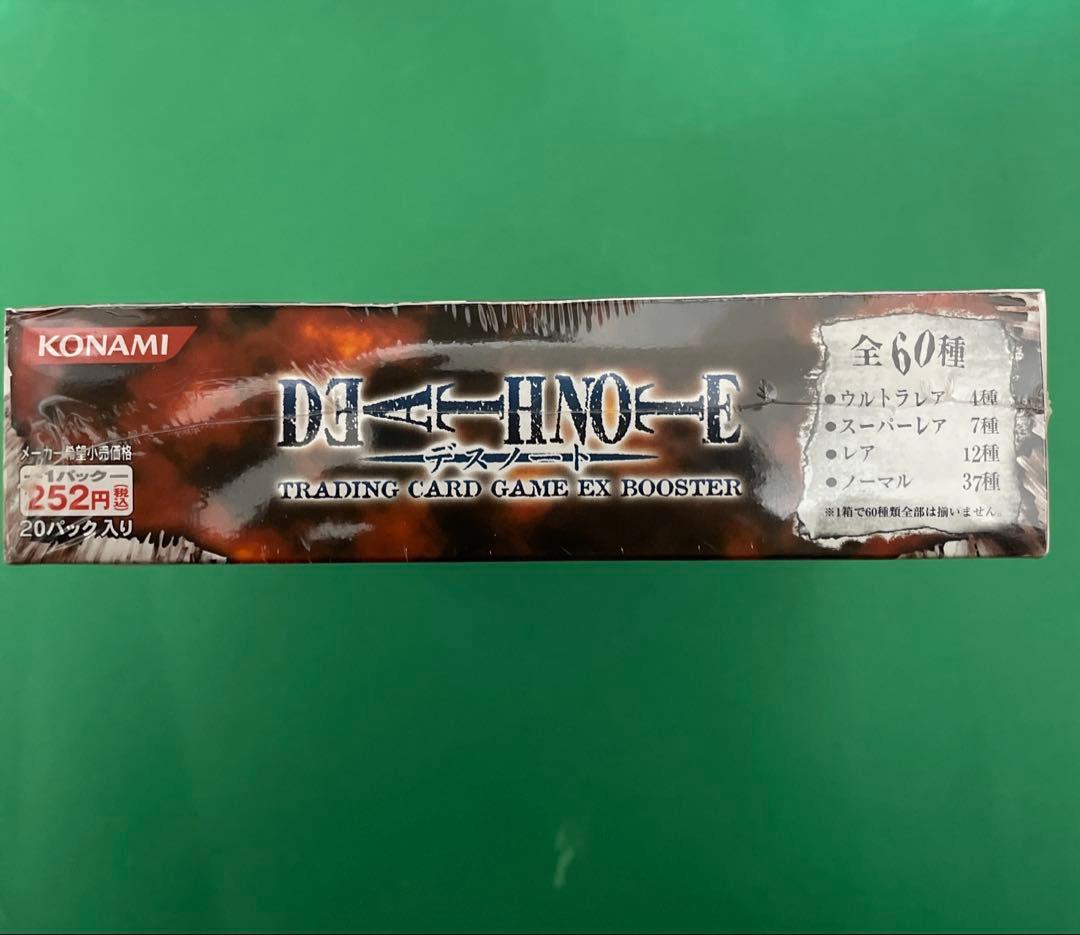 KONAMI
メーカー希望小売価格
1パック
252円(税込)
20パック入り
DEATH NOTE
デスノート
TRADING CARD GAME EX BOOSTER
全60種
●ウルトラレア 4種
●スーパーレア 7種
●レア 12種
●ノーマル 37種
※1箱で60種類全部は揃いません。